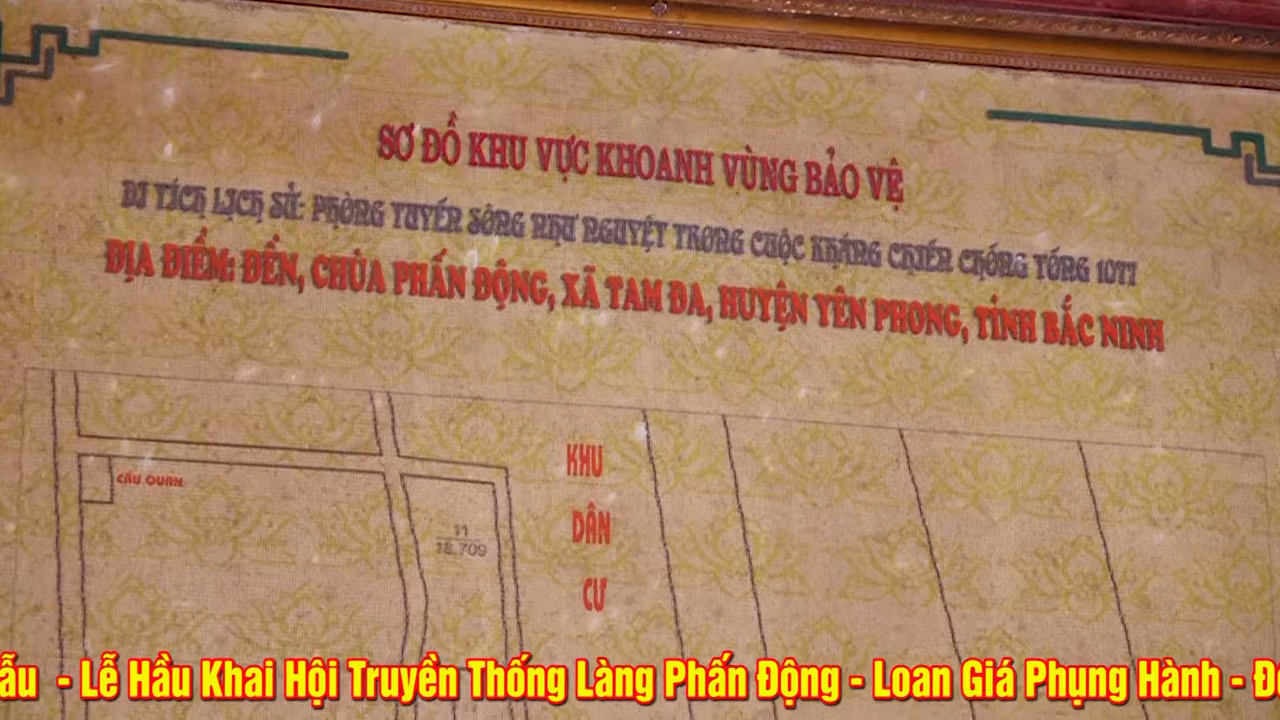 SƠ ĐỒ KHU VỰC KHOANH VÙNG BẢO VỆ
DI TÍCH LỊCH SỬ: PHÒNG TUYẾN SÔNG NHƯ NGUYỆT TRONG CUỘC KHÁNG CHIẾN CHỐNG TỐNG 1077
ĐỊA ĐIỂM: ĐỀN, CHÙA PHẤN ĐỘNG, XÃ TAM ĐA, HUYỆN YÊN PHONG, TỈNH BẮC NINH
KHU
DÂN
CƯ
CẦU QUAN
11
18.709
ẫu - Lễ Hầu Khai Hội Truyền Thống Làng Phấn Động - Loan Giá Phụng Hành -